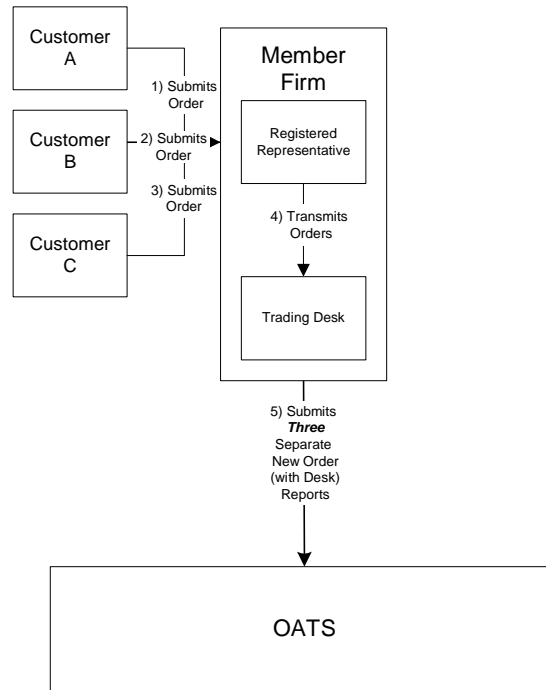 Customer
A
Customer
B
Customer
C
1) Submits
Order
2) Submits
Order
3) Submits
Order
Member
Firm
Registered
Representative
4) Transmits
Orders
Trading Desk
5) Submits
Three
Separate
New Order
(with Desk)
Reports
OATS